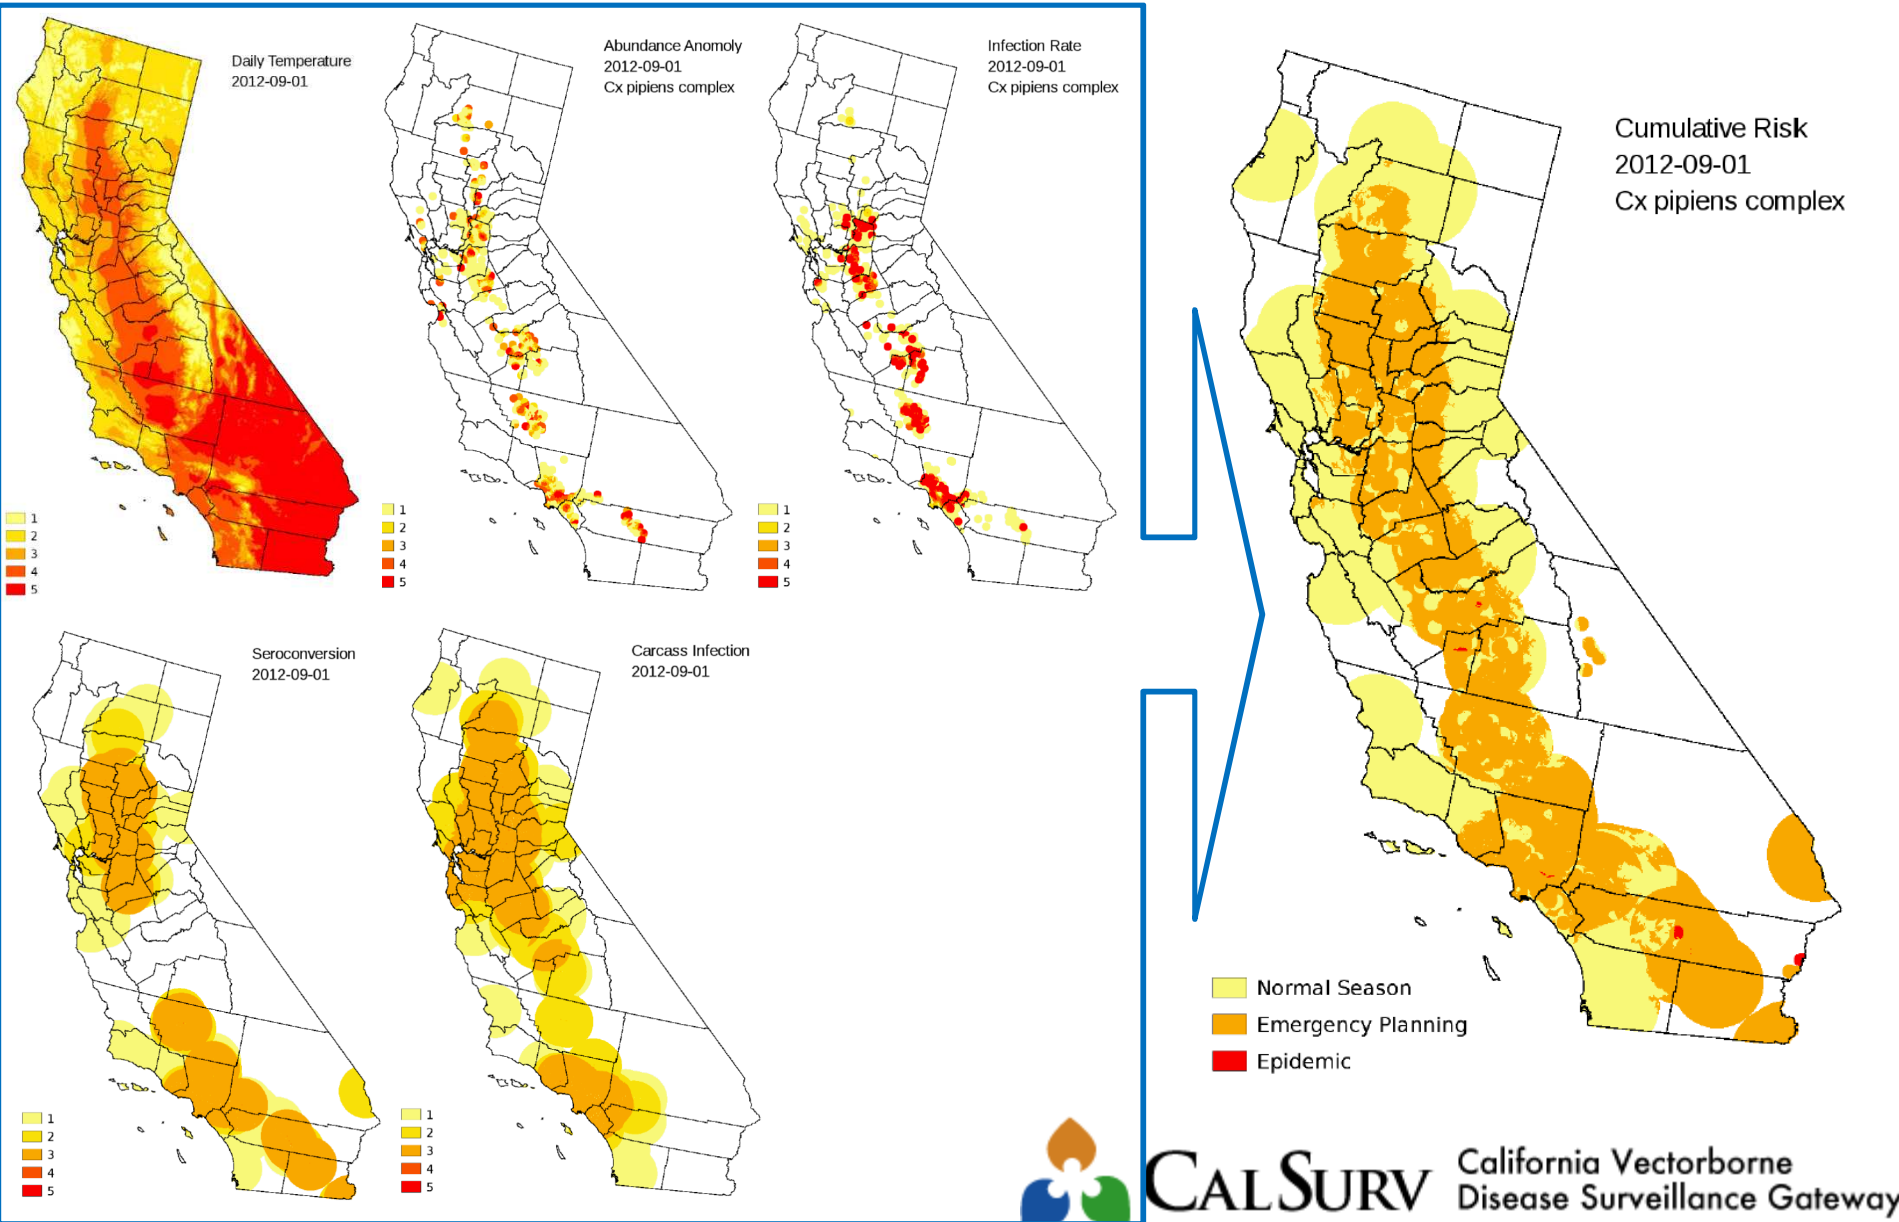 Daily Temperature
2012-09-01
1
2
3
4
5
Abundance Anomoly
2012-09-01
Cx pipiens complex
1
2
3
4
5
Infection Rate
2012-09-01
Cx pipiens complex
1
2
3
4
5
Seroconversion
2012-09-01
1
2
3
4
5
Carcass Infection
2012-09-01
1
2
3
4
5
Cumulative Risk
2012-09-01
Cx pipiens complex
Normal Season
Emergency Planning
Epidemic
CALSURV
California Vectorborne
Disease Surveillance Gateway